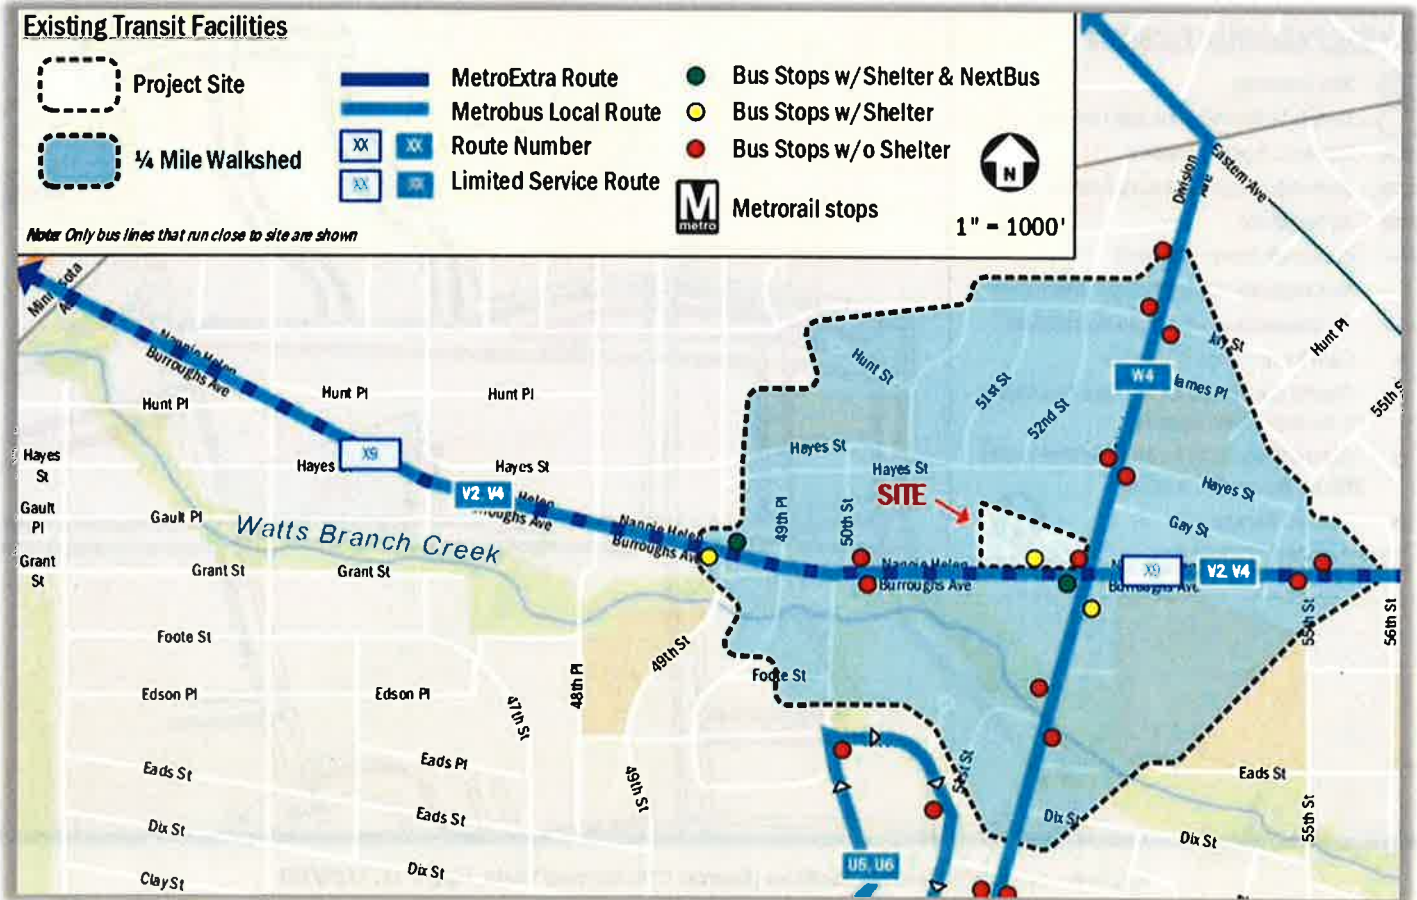 Existing Transit Facilities
Project Site
¼ Mile Walkshed
Note: Only bus lines that run close to site are shown
MetroExtra Route
Metrobus Local Route
XX XX Route Number
XX XX Limited Service Route
Bus Stops w/Shelter & NextBus
Bus Stops w/Shelter
Bus Stops w/o Shelter
M
metro
Metrorail stops
N
1" = 1000'
Division
Ave
Eastern Ave
Minnesota
Ave
Nannie Helen
Burroughs Ave
Hunt Pl
Hunt Pl
Hunt Pl
Hunt St
51st St
52nd St
W4
James Pl
Hunt Pl
55th St
Hayes
St
Hayes St
X9
Hayes St
Hayes St
Hayes St
Hayes St
V2, V4
Helen
Burroughs Ave
SITE
Gault
Pl
Gault Pl
Watts Branch Creek
Nannie Helen
Burroughs Ave
49th Pl
50th St
Gay St
Grant
St
Grant St
Grant St
Nannie Helen
Burroughs Ave
X9
V2, V4
Burroughs Ave
Foote St
49th St
Foote St
55th St
56th St
Edson Pl
Edson Pl
47th St
48th Pl
Eads St
Eads Pl
49th St
51st St
Eads St
55th St
Dix St
Eads St
Dix St
Dix St
Clay St
Dix St
U5, U6